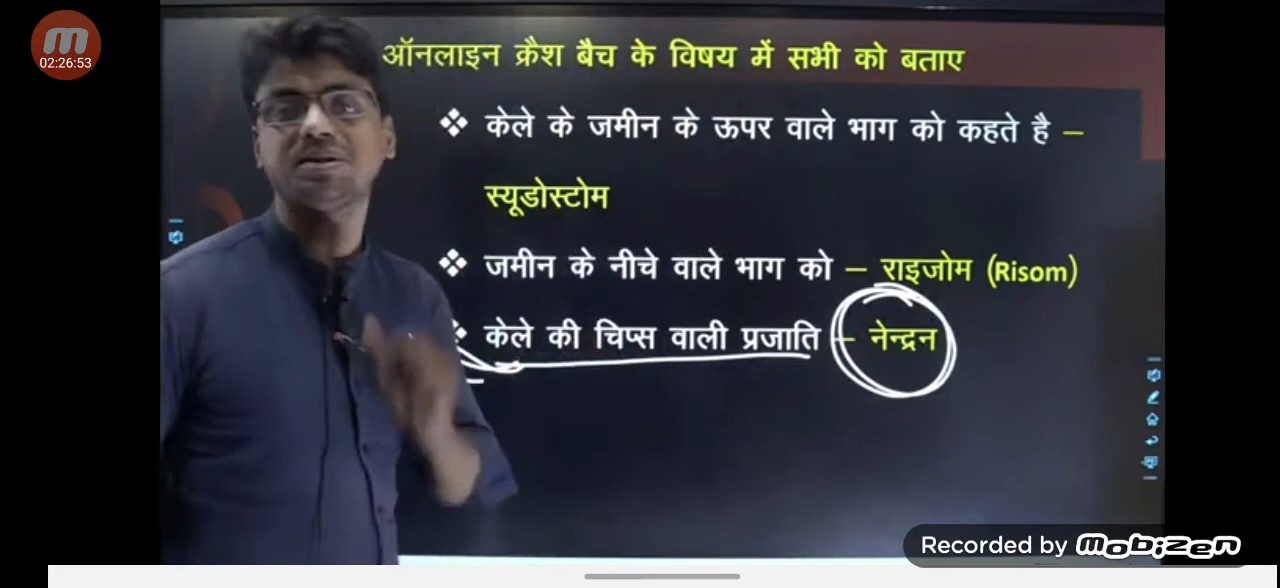 02:26:53
ऑनलाइन क्रैश बैच के विषय में सभी को बताए
❖ केले के जमीन के ऊपर वाले भाग को कहते है –
स्यूडोस्टोम
❖ जमीन के नीचे वाले भाग को – राइजोम (Risom)
केले की चिप्स वाली प्रजाति – नेन्द्रन
Recorded by mobizen